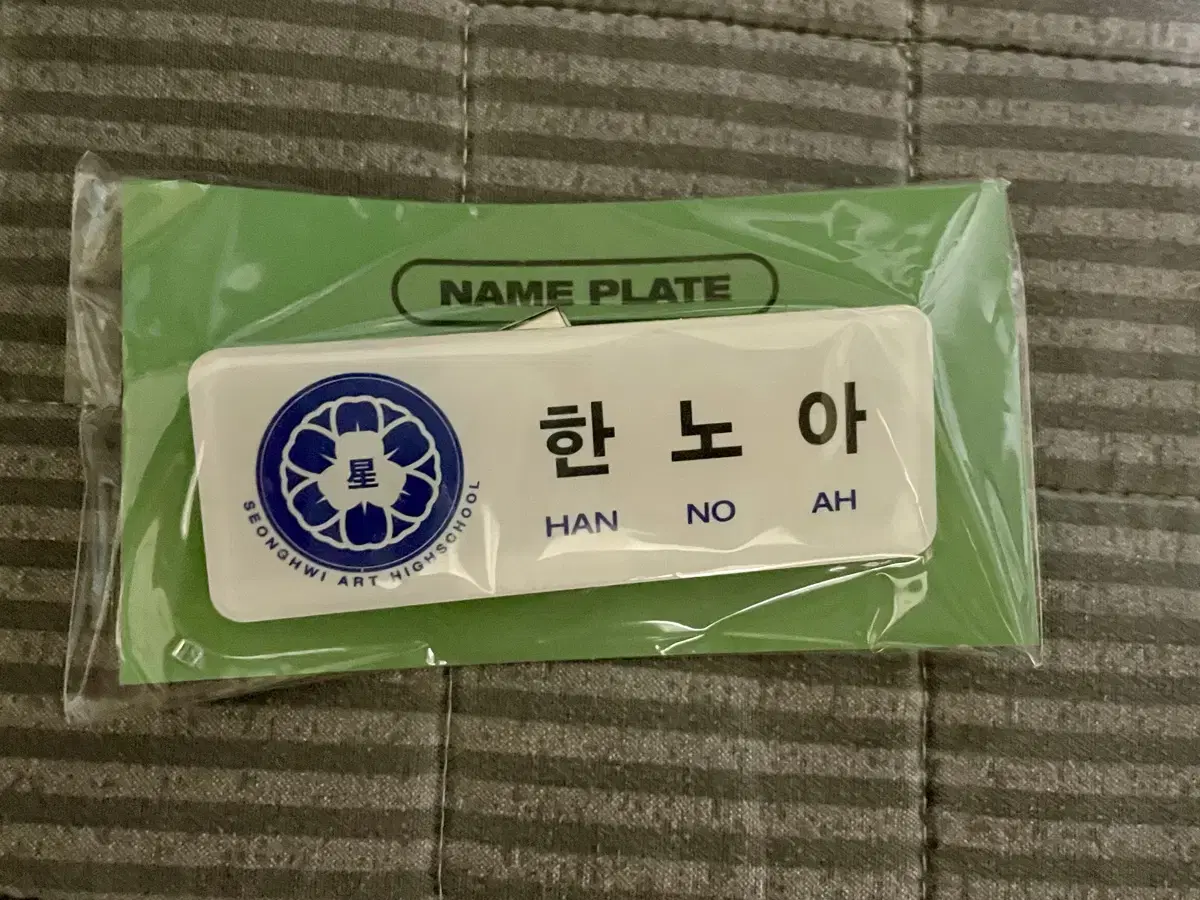 NAME PLATE
星
SEONGHWI ART HIGHSCHOOL
한 노 아
HAN NO AH